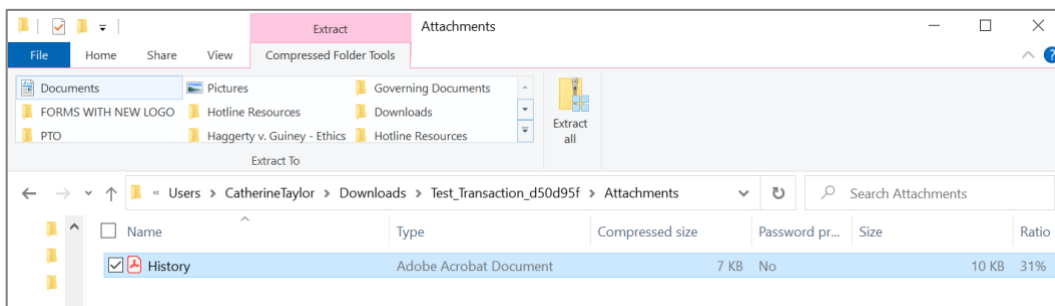 Extract Attachments
File Home Share View Compressed Folder Tools
Documents Pictures Governing Documents
FORMS WITH NEW LOGO Hotline Resources Downloads
PTO Haggerty v. Guiney - Ethics Hotline Resources
Extract all
Extract To
« Users > CatherineTaylor > Downloads > Test_Transaction_d50d95f > Attachments Search Attachments
Name Type Compressed size Password pr... Size Ratio
History Adobe Acrobat Document 7 KB No 10 KB 31%